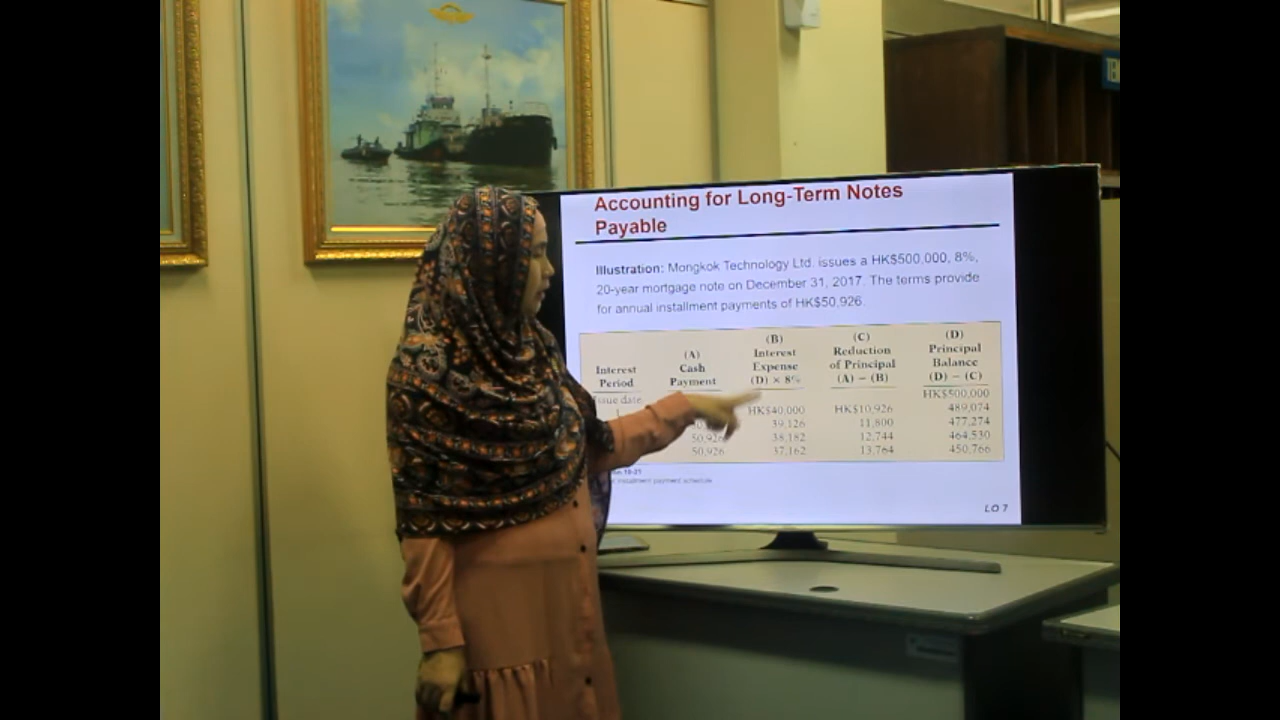 Accounting for Long-Term Notes
Payable
Illustration: Mongkok Technology Ltd. issues a HK$500,000, 8%,
20-year mortgage note on December 31, 2017. The terms provide
for annual installment payments of HK$50,926.
(A) Cash Payment
(B) Interest Expense (D) × 8%
(C) Reduction of Principal (A) – (B)
(D) Principal Balance (D) – (C)
Interest Period
Issue date
HK$500,000
HK$40,000 HK$10,926 489,074
39,126 11,800 477,274
50,926 38,182 12,744 464,530
50,926 37,162 13,764 450,766
installment payment schedule
LO 7